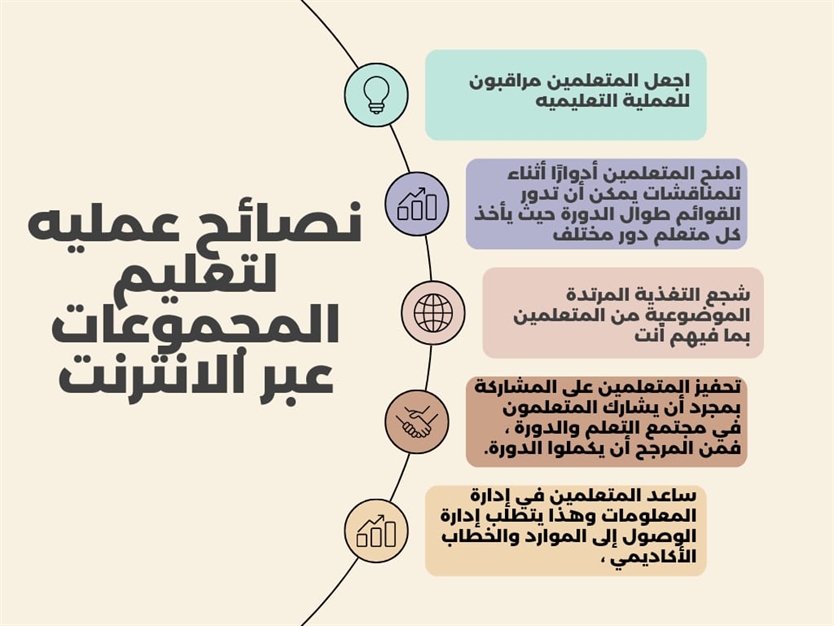 نصائح عمليه
لتعليم
المجموعات
عبر الانترنت
اجعل المتعلمين مراقبون
للعملية التعليميه
امنح المتعلمين أدوارًا أثناء
تلمناقشات يمكن أن تدور
القوائم طوال الدورة حيث يأخذ
كل متعلم دور مختلف
شجع التغذية المرتدة
الموضوعية من المتعلمين
بما فيهم أنت
تحفيز المتعلمين على المشاركة
بمجرد أن يشارك المتعلمون
في مجتمع التعلم والدورة ،
فمن المرجح أن يكملوا الدورة.
ساعد المتعلمين في إدارة
المعلومات وهذا يتطلب إدارة
الوصول إلى الموارد والخطاب
الأكاديمي ،